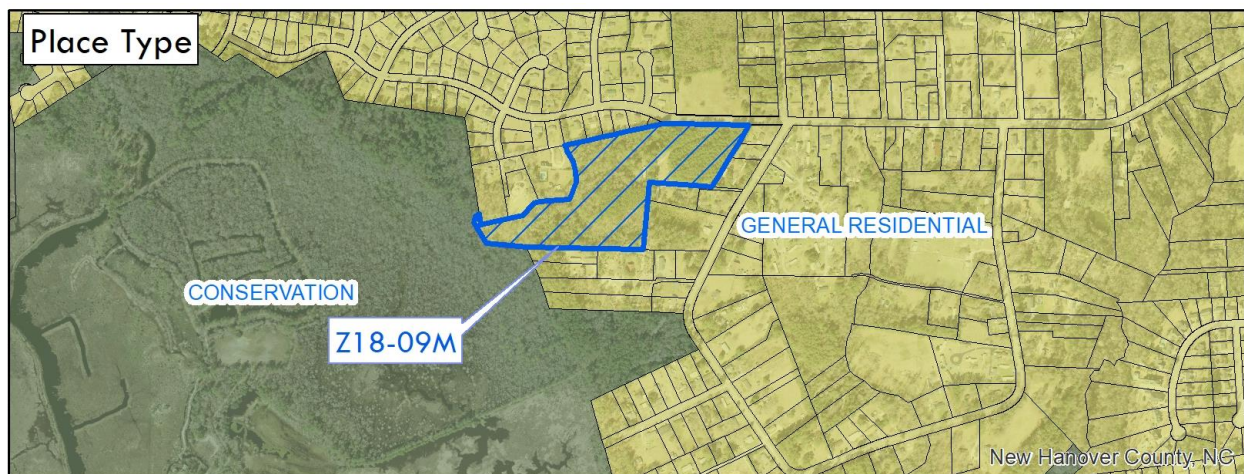 Place Type
GENERAL RESIDENTIAL
CONSERVATION
Z18-09M
New Hanover County, NC